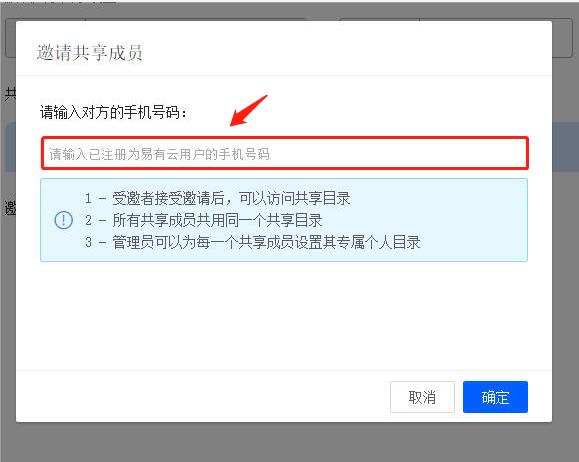 邀请共享成员
共
请输入对方的手机号码：
请输入已注册为易有云用户的手机号码
1 - 受邀者接受邀请后，可以访问共享目录
2 - 所有共享成员共用同一个共享目录
3 - 管理员可以为每一个共享成员设置其专属个人目录
取消
确定